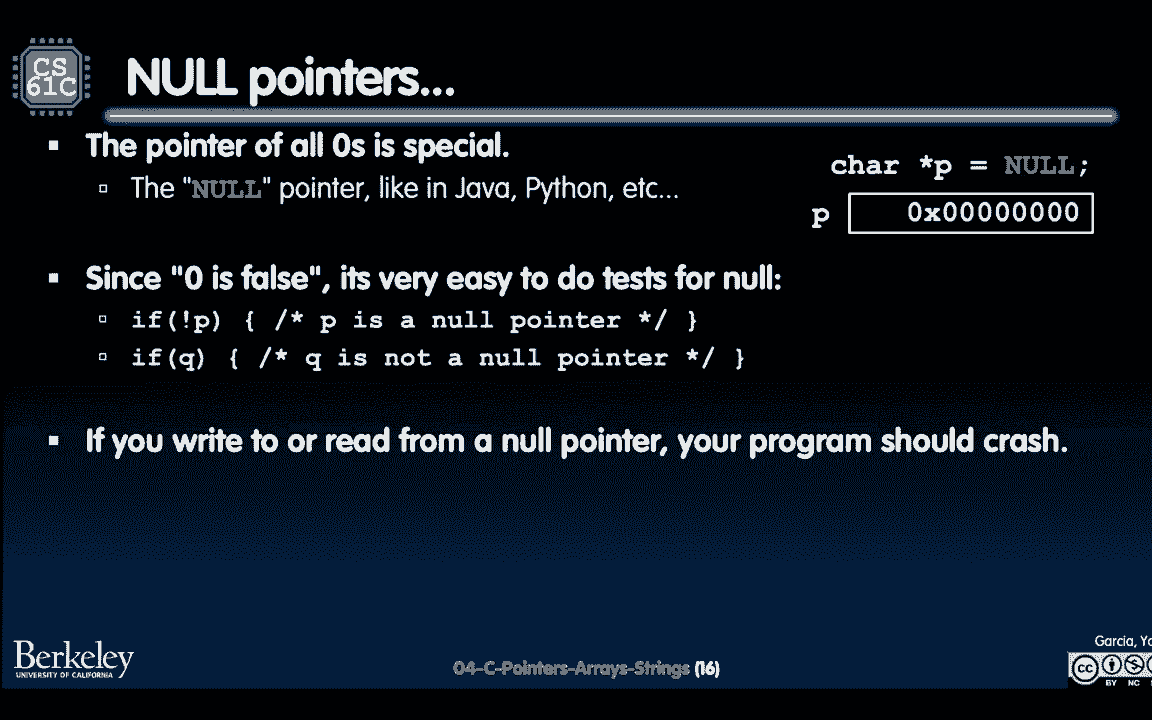 CS
61C
NULL pointers...
The pointer of all 0s is special.
The "NULL" pointer, like in Java, Python, etc...
char *p = NULL;
p 0x00000000
Since "0 is false", its very easy to do tests for null:
if(!p) { /* p is a null pointer */ }
if(q) { /* q is not a null pointer */ }
If you write to or read from a null pointer, your program should crash.
Berkeley
UNIVERSITY OF CALIFORNIA
04-C-Pointers-Arrays-Strings (16)
Garcia,
cc
BY NC